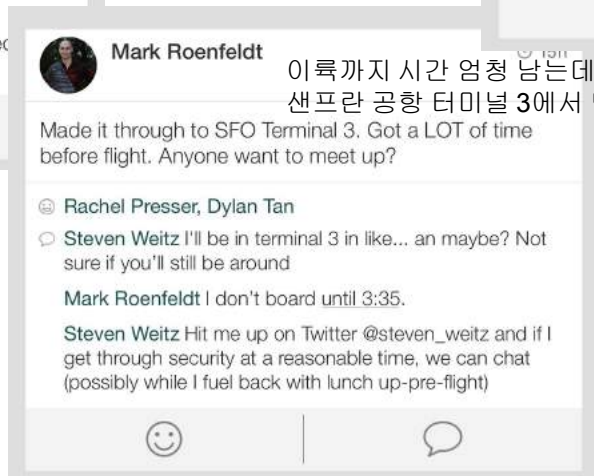 Mark Roenfeldt
15h
이륙까지 시간 엄청 남는데
샌프란 공항 터미널 3에서
Made it through to SFO Terminal 3. Got a LOT of time
before flight. Anyone want to meet up?
Rachel Presser, Dylan Tan
Steven Weitz I'll be in terminal 3 in like... an maybe? Not
sure if you'll still be around
Mark Roenfeldt I don't board until 3:35.
Steven Weitz Hit me up on Twitter @steven_weitz and if I
get through security at a reasonable time, we can chat
(possibly while I fuel back with lunch up-pre-flight)